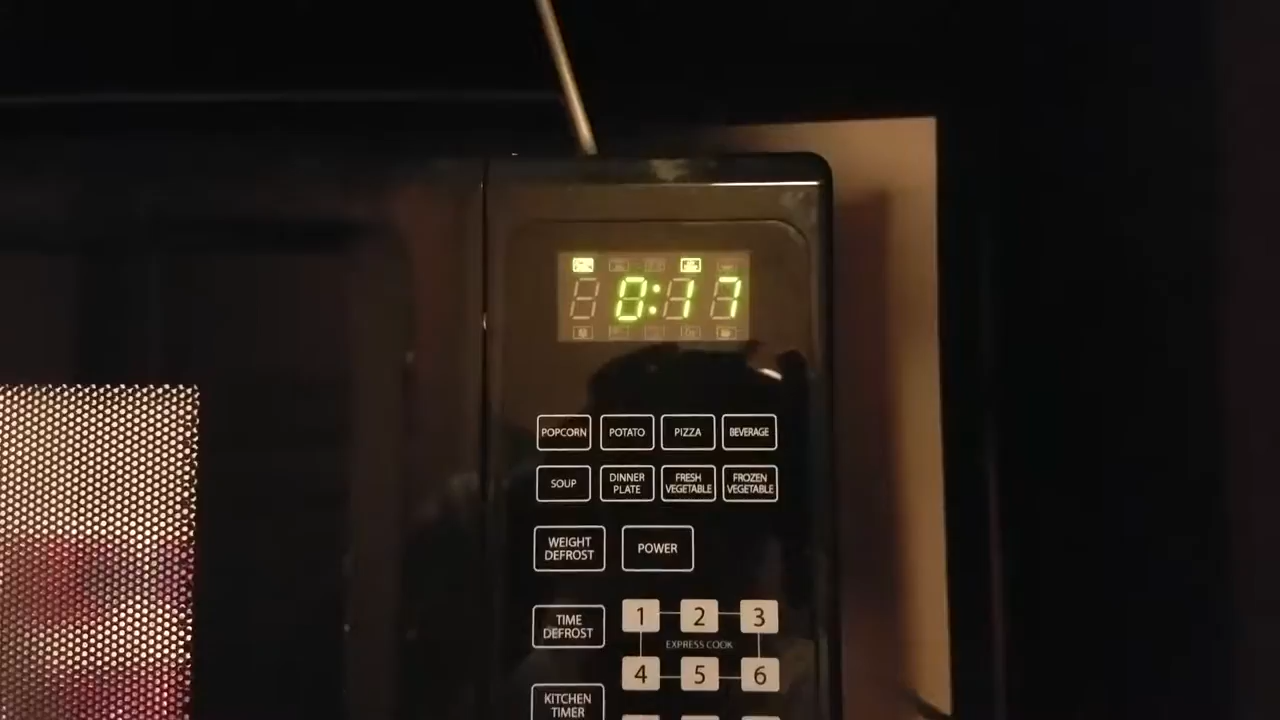 0:17
POPCORN POTATO PIZZA BEVERAGE
SOUP DINNER PLATE FRESH VEGETABLE FROZEN VEGETABLE
WEIGHT DEFROST POWER
TIME DEFROST
1 2 3
EXPRESS COOK
4 5 6
KITCHEN TIMER